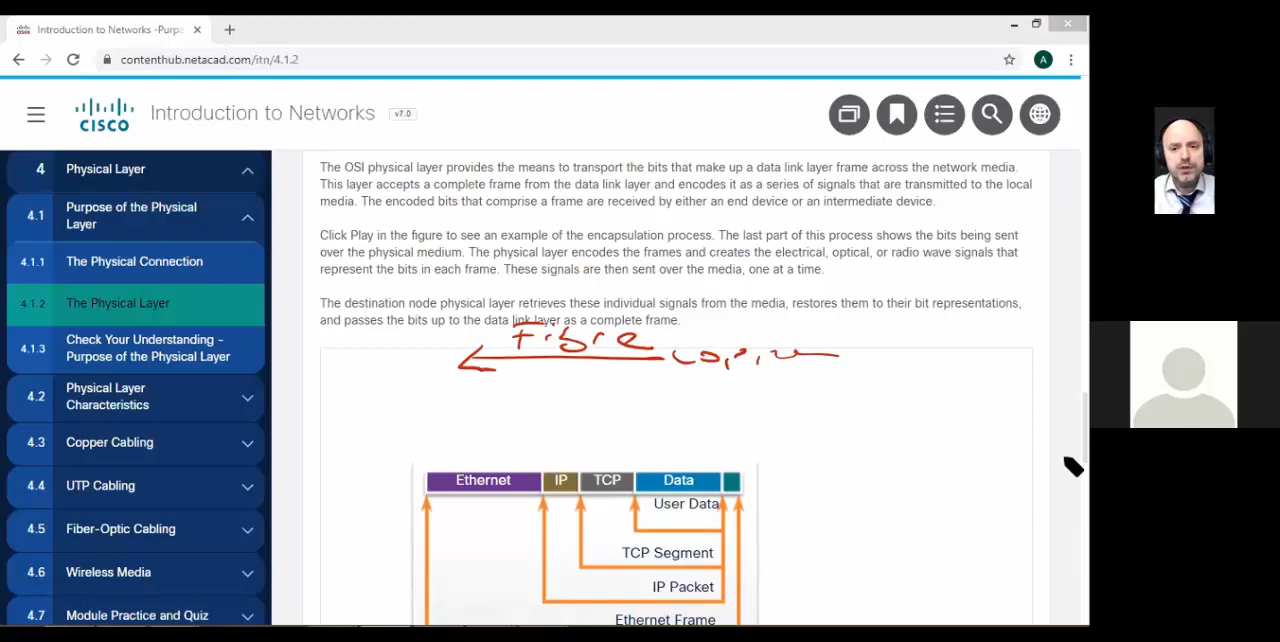 Introduction to Networks -Purpo
contenthub.netacad.com/itn/4.1.2
A
CISCO
Introduction to Networks
v7.0
4 Physical Layer
4.1 Purpose of the Physical
Layer
4.1.1 The Physical Connection
4.1.2 The Physical Layer
4.1.3 Check Your Understanding -
Purpose of the Physical Layer
4.2 Physical Layer
Characteristics
4.3 Copper Cabling
4.4 UTP Cabling
4.5 Fiber-Optic Cabling
4.6 Wireless Media
4.7 Module Practice and Quiz
The OSI physical layer provides the means to transport the bits that make up a data link layer frame across the network media.
This layer accepts a complete frame from the data link layer and encodes it as a series of signals that are transmitted to the local
media. The encoded bits that comprise a frame are received by either an end device or an intermediate device.
Click Play in the figure to see an example of the encapsulation process. The last part of this process shows the bits being sent
over the physical medium. The physical layer encodes the frames and creates the electrical, optical, or radio wave signals that
represent the bits in each frame. These signals are then sent over the media, one at a time.
The destination node physical layer retrieves these individual signals from the media, restores them to their bit representations,
and passes the bits up to the data link layer as a complete frame.
Fibre
Ethernet IP TCP Data
User Data
TCP Segment
IP Packet
Ethernet Frame